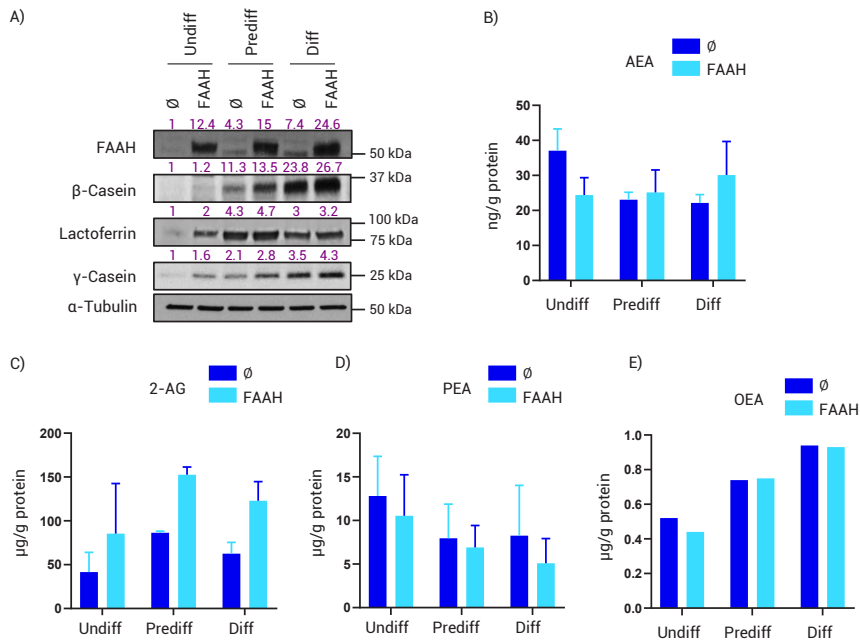 A)
Undiff Prediff Diff
Ø FAAH Ø FAAH Ø FAAH
1 12.4 4.3 15 7.4 24.6
FAAH
50 kDa
1 1.2 11.3 13.5 23.8 26.7
37 kDa
β-Casein
1 2 4.3 4.7 3 3.2
100 kDa
Lactoferrin
75 kDa
1 1.6 2.1 2.8 3.5 4.3
γ-Casein
25 kDa
α-Tubulin
50 kDa
B)
AEA
Ø
FAAH
ng/g protein
50
40
30
20
10
0
Undiff Prediff Diff
C)
2-AG
Ø
FAAH
µg/g protein
200
150
100
50
0
Undiff Prediff Diff
D)
PEA
Ø
FAAH
µg/g protein
20
15
10
5
0
Undiff Prediff Diff
E)
OEA
Ø
FAAH
µg/g protein
1.0
0.8
0.6
0.4
0.2
0.0
Undiff Prediff Diff